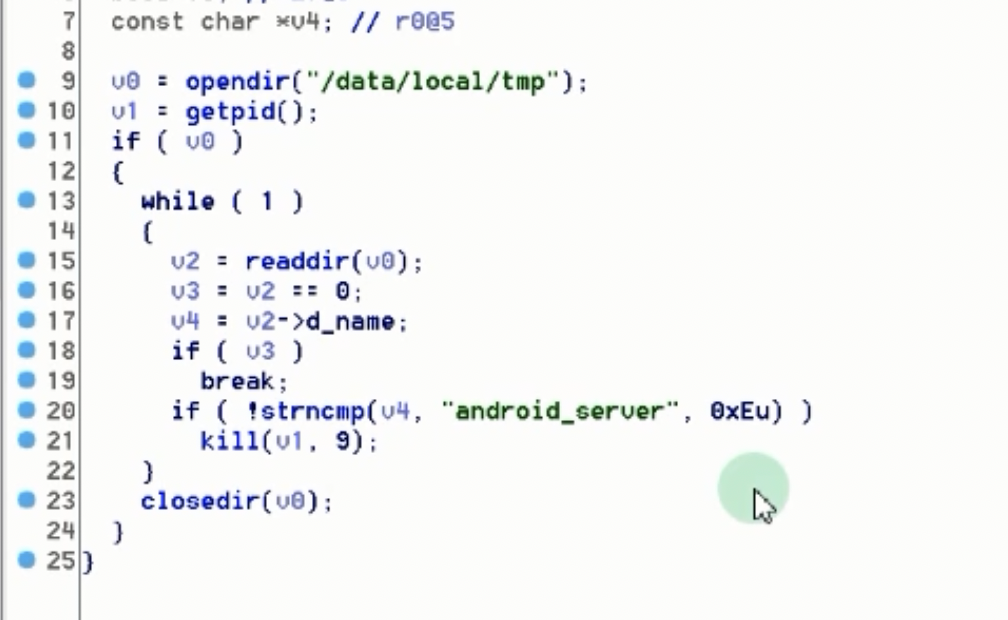 7 const char *v4; // r0@5
8
9 v0 = opendir("/data/local/tmp");
10 v1 = getpid();
11 if ( v0 )
12 {
13 while ( 1 )
14 {
15 v2 = readdir(v0);
16 v3 = v2 == 0;
17 v4 = v2->d_name;
18 if ( v3 )
19 break;
20 if ( !strncmp(v4, "android_server", 0xEu) )
21 kill(v1, 9);
22 }
23 closedir(v0);
24 }
25 }